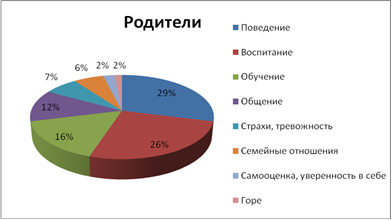 Родители
29%
26%
16%
12%
7%
6%
2%
2%
Поведение
Воспитание
Обучение
Общение
Страхи, тревожность
Семейные отношения
Самооценка, уверенность в себе
Горе